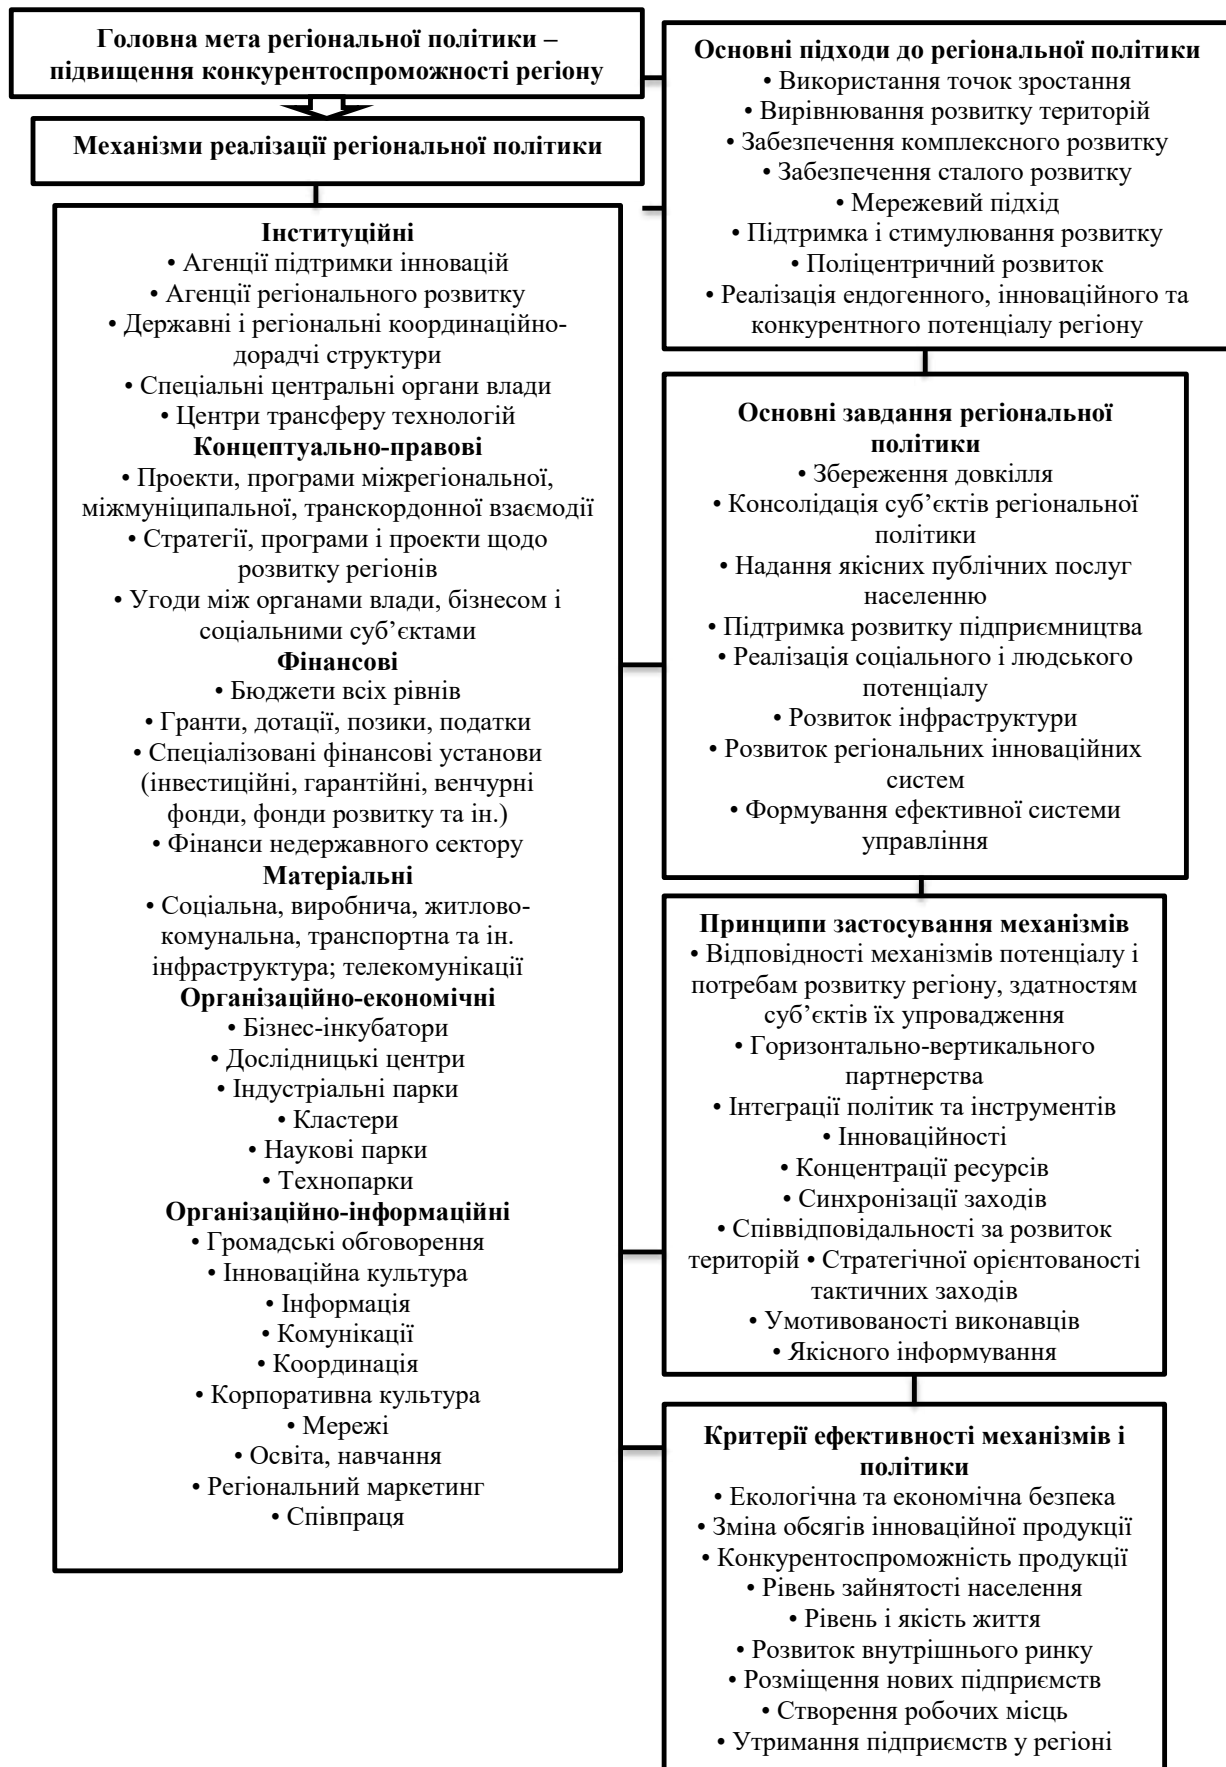 Головна мета регіональної політики –
підвищення конкурентоспроможності регіону
Механізми реалізації регіональної політики
Інституційні
• Агенції підтримки інновацій
• Агенції регіонального розвитку
• Державні і регіональні координаційно-
дорадчі структури
• Спеціальні центральні органи влади
• Центри трансферу технологій
Концептуально-правові
• Проекти, програми міжрегіональної,
міжмуніципальної, транскордонної взаємодії
• Стратегії, програми і проекти щодо
розвитку регіонів
• Угоди між органами влади, бізнесом і
соціальними суб’єктами
Фінансові
• Бюджети всіх рівнів
• Гранти, дотації, позики, податки
• Спеціалізовані фінансові установи
(інвестиційні, гарантійні, венчурні
фонди, фонди розвитку та ін.)
• Фінанси недержавного сектору
Матеріальні
• Соціальна, виробнича, житлово-
комунальна, транспортна та ін.
інфраструктура; телекомунікації
Організаційно-економічні
• Бізнес-інкубатори
• Дослідницькі центри
• Індустріальні парки
• Кластери
• Наукові парки
• Технопарки
Організаційно-інформаційні
• Громадські обговорення
• Інноваційна культура
• Інформація
• Комунікації
• Координація
• Корпоративна культура
• Мережі
• Освіта, навчання
• Регіональний маркетинг
• Співпраця
Основні підходи до регіональної політики
• Використання точок зростання
• Вирівнювання розвитку територій
• Забезпечення комплексного розвитку
• Забезпечення сталого розвитку
• Мережевий підхід
• Підтримка і стимулювання розвитку
• Поліцентричний розвиток
• Реалізація ендогенного, інноваційного та
конкурентного потенціалу регіону
Основні завдання регіональної
політики
• Збереження довкілля
• Консолідація суб’єктів регіональної
політики
• Надання якісних публічних послуг
населенню
• Підтримка розвитку підприємництва
• Реалізація соціального і людського
потенціалу
• Розвиток інфраструктури
• Розвиток регіональних інноваційних
систем
• Формування ефективної системи
управління
Принципи застосування механізмів
• Відповідності механізмів потенціалу і
потребам розвитку регіону, здатностям
суб’єктів їх упровадження
• Горизонтально-вертикального
партнерства
• Інтеграції політик та інструментів
• Інноваційності
• Концентрації ресурсів
• Синхронізації заходів
• Співвідповідальності за розвиток
територій • Стратегічної орієнтованості
тактичних заходів
• Умотивованості виконавців
• Якісного інформування
Критерії ефективності механізмів і
політики
• Екологічна та економічна безпека
• Зміна обсягів інноваційної продукції
• Конкурентоспроможність продукції
• Рівень зайнятості населення
• Рівень і якість життя
• Розвиток внутрішнього ринку
• Розміщення нових підприємств
• Створення робочих місць
• Утримання підприємств у регіоні